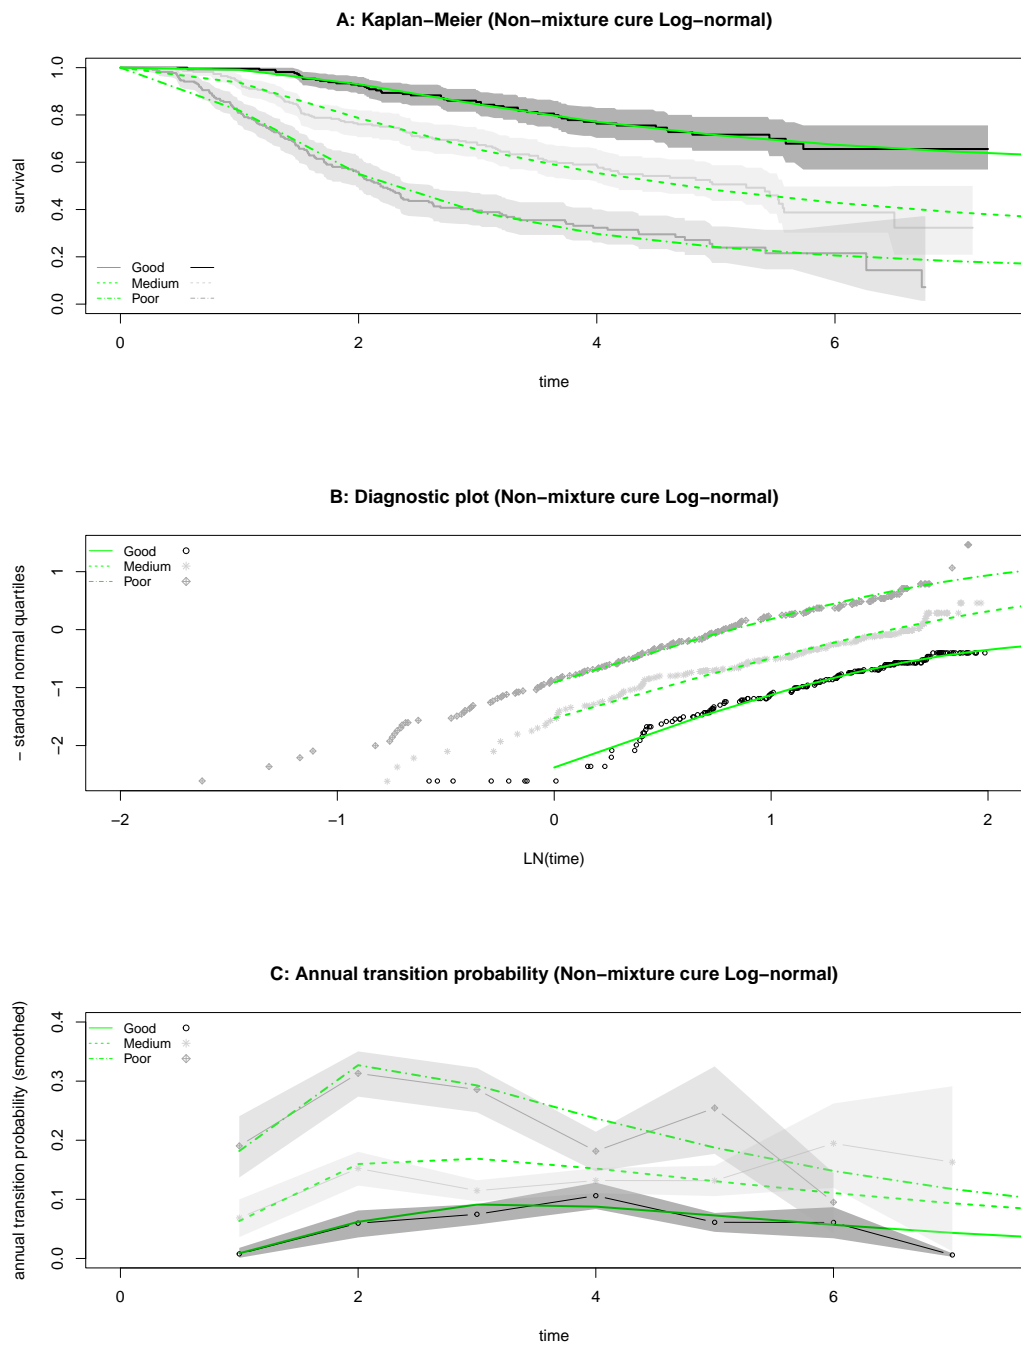 A: Kaplan−Meier (Non−mixture cure Log−normal)
survival
1.0
0.8
0.6
0.4
0.2
0.0
Good
Medium
Poor
0 2 4 6
time
B: Diagnostic plot (Non−mixture cure Log−normal)
− standard normal quartiles
1
0
−1
−2
Good
Medium
Poor
−2 −1 0 1 2
LN(time)
C: Annual transition probability (Non−mixture cure Log−normal)
annual transition probability (smoothed)
0.4
0.3
0.2
0.1
0.0
Good
Medium
Poor
0 2 4 6
time